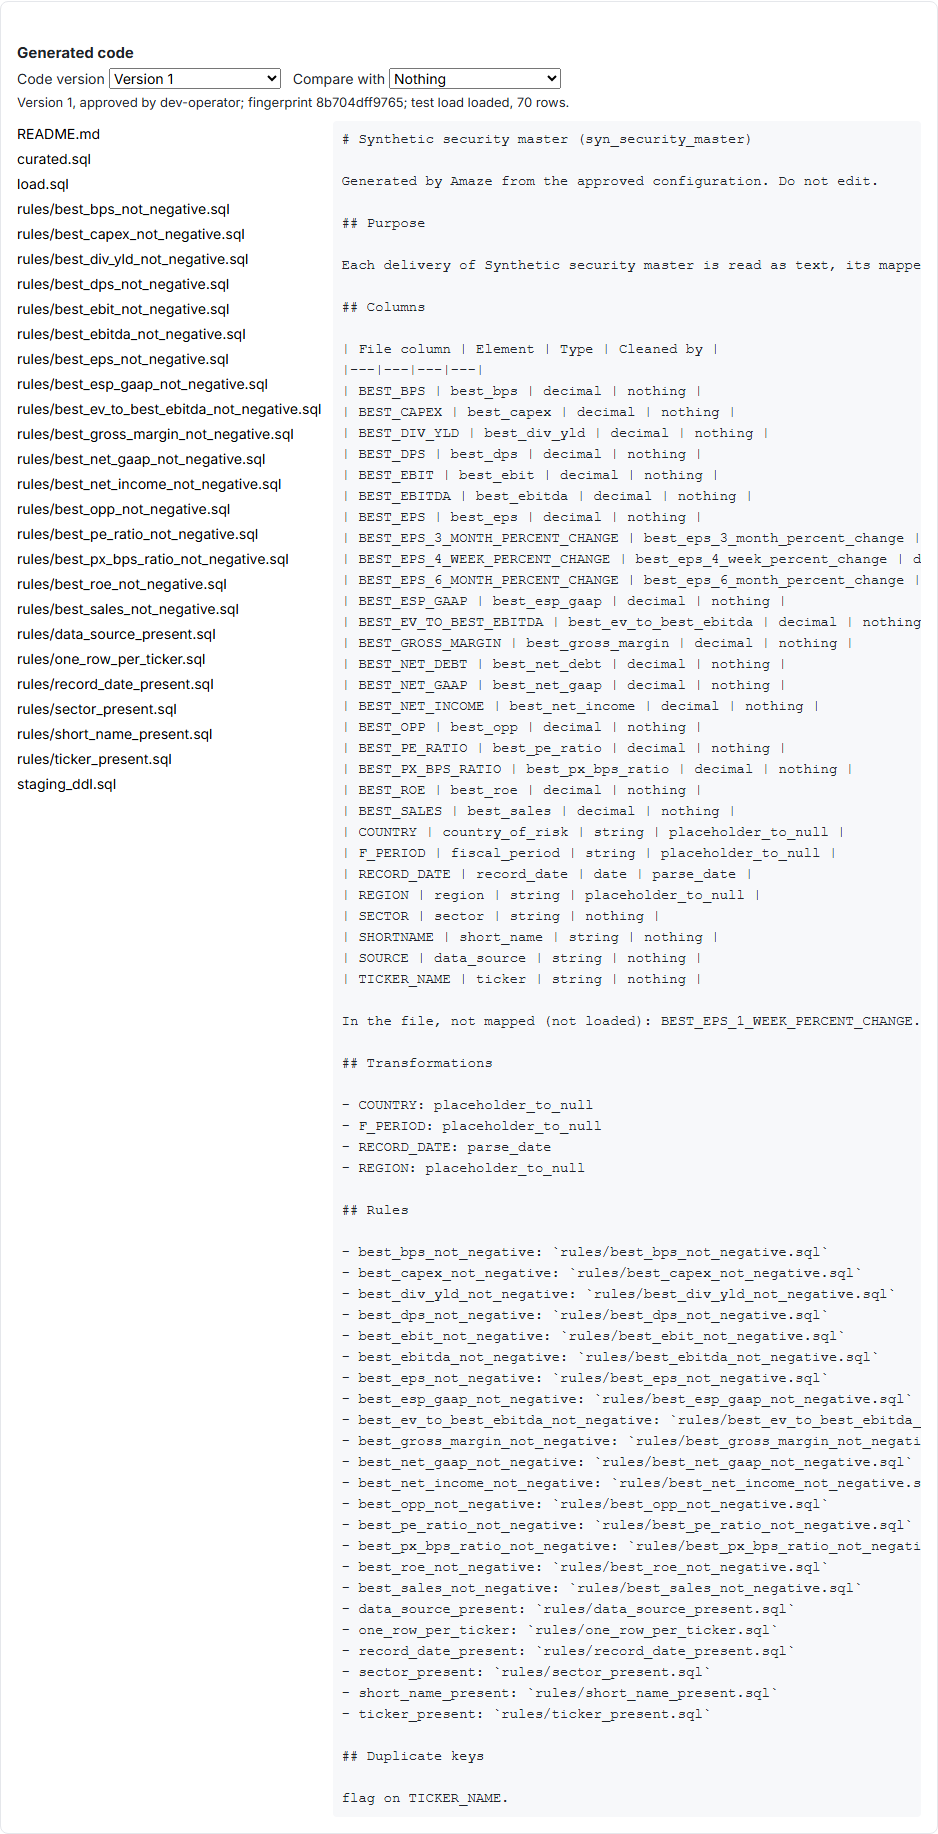 Generated code
Code version Version 1 Compare with Nothing
Version 1, approved by dev-operator; fingerprint 8b704dff9765; test load loaded, 70 rows.
README.md
curated.sql
load.sql
rules/best_bps_not_negative.sql
rules/best_capex_not_negative.sql
rules/best_div_yld_not_negative.sql
rules/best_dps_not_negative.sql
rules/best_ebit_not_negative.sql
rules/best_ebitda_not_negative.sql
rules/best_eps_not_negative.sql
rules/best_esp_gaap_not_negative.sql
rules/best_ev_to_best_ebitda_not_negative.sql
rules/best_gross_margin_not_negative.sql
rules/best_net_gaap_not_negative.sql
rules/best_net_income_not_negative.sql
rules/best_opp_not_negative.sql
rules/best_pe_ratio_not_negative.sql
rules/best_px_bps_ratio_not_negative.sql
rules/best_roe_not_negative.sql
rules/best_sales_not_negative.sql
rules/data_source_present.sql
rules/one_row_per_ticker.sql
rules/record_date_present.sql
rules/sector_present.sql
rules/short_name_present.sql
rules/ticker_present.sql
staging_ddl.sql
# Synthetic security master (syn_security_master)
Generated by Amaze from the approved configuration. Do not edit.
## Purpose
Each delivery of Synthetic security master is read as text, its mappe
## Columns
| File column | Element | Type | Cleaned by |
|---|---|---|---|
| BEST_BPS | best_bps | decimal | nothing |
| BEST_CAPEX | best_capex | decimal | nothing |
| BEST_DIV_YLD | best_div_yld | decimal | nothing |
| BEST_DPS | best_dps | decimal | nothing |
| BEST_EBIT | best_ebit | decimal | nothing |
| BEST_EBITDA | best_ebitda | decimal | nothing |
| BEST_EPS | best_eps | decimal | nothing |
| BEST_EPS_3_MONTH_PERCENT_CHANGE | best_eps_3_month_percent_change |
| BEST_EPS_4_WEEK_PERCENT_CHANGE | best_eps_4_week_percent_change | d
| BEST_EPS_6_MONTH_PERCENT_CHANGE | best_eps_6_month_percent_change |
| BEST_ESP_GAAP | best_esp_gaap | decimal | nothing |
| BEST_EV_TO_BEST_EBITDA | best_ev_to_best_ebitda | decimal | nothing
| BEST_GROSS_MARGIN | best_gross_margin | decimal | nothing |
| BEST_NET_DEBT | best_net_debt | decimal | nothing |
| BEST_NET_GAAP | best_net_gaap | decimal | nothing |
| BEST_NET_INCOME | best_net_income | decimal | nothing |
| BEST_OPP | best_opp | decimal | nothing |
| BEST_PE_RATIO | best_pe_ratio | decimal | nothing |
| BEST_PX_BPS_RATIO | best_px_bps_ratio | decimal | nothing |
| BEST_ROE | best_roe | decimal | nothing |
| BEST_SALES | best_sales | decimal | nothing |
| COUNTRY | country_of_risk | string | placeholder_to_null |
| F_PERIOD | fiscal_period | string | placeholder_to_null |
| RECORD_DATE | record_date | date | parse_date |
| REGION | region | string | placeholder_to_null |
| SECTOR | sector | string | nothing |
| SHORTNAME | short_name | string | nothing |
| SOURCE | data_source | string | nothing |
| TICKER_NAME | ticker | string | nothing |
In the file, not mapped (not loaded): BEST_EPS_1_WEEK_PERCENT_CHANGE.
## Transformations
- COUNTRY: placeholder_to_null
- F_PERIOD: placeholder_to_null
- RECORD_DATE: parse_date
- REGION: placeholder_to_null
## Rules
- best_bps_not_negative: `rules/best_bps_not_negative.sql`
- best_capex_not_negative: `rules/best_capex_not_negative.sql`
- best_div_yld_not_negative: `rules/best_div_yld_not_negative.sql`
- best_dps_not_negative: `rules/best_dps_not_negative.sql`
- best_ebit_not_negative: `rules/best_ebit_not_negative.sql`
- best_ebitda_not_negative: `rules/best_ebitda_not_negative.sql`
- best_eps_not_negative: `rules/best_eps_not_negative.sql`
- best_esp_gaap_not_negative: `rules/best_esp_gaap_not_negative.sql`
- best_ev_to_best_ebitda_not_negative: `rules/best_ev_to_best_ebitda_
- best_gross_margin_not_negative: `rules/best_gross_margin_not_negati
- best_net_gaap_not_negative: `rules/best_net_gaap_not_negative.sql`
- best_net_income_not_negative: `rules/best_net_income_not_negative.s
- best_opp_not_negative: `rules/best_opp_not_negative.sql`
- best_pe_ratio_not_negative: `rules/best_pe_ratio_not_negative.sql`
- best_px_bps_ratio_not_negative: `rules/best_px_bps_ratio_not_negati
- best_roe_not_negative: `rules/best_roe_not_negative.sql`
- best_sales_not_negative: `rules/best_sales_not_negative.sql`
- data_source_present: `rules/data_source_present.sql`
- one_row_per_ticker: `rules/one_row_per_ticker.sql`
- record_date_present: `rules/record_date_present.sql`
- sector_present: `rules/sector_present.sql`
- short_name_present: `rules/short_name_present.sql`
- ticker_present: `rules/ticker_present.sql`
## Duplicate keys
flag on TICKER_NAME.